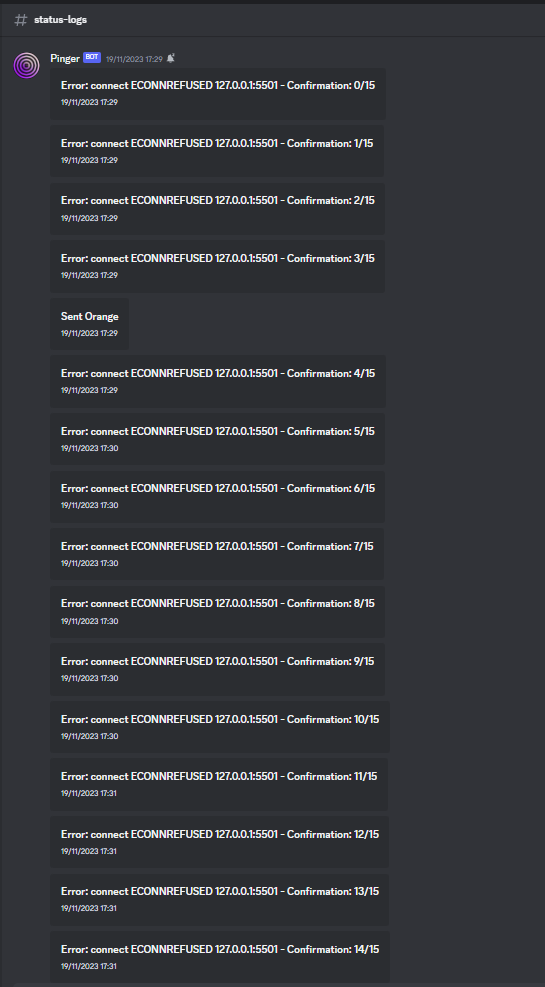 # status-logs
Pinger BOT 19/11/2023 17:29
Error: connect ECONNREFUSED 127.0.0.1:5501 - Confirmation: 0/15
19/11/2023 17:29
Error: connect ECONNREFUSED 127.0.0.1:5501 - Confirmation: 1/15
19/11/2023 17:29
Error: connect ECONNREFUSED 127.0.0.1:5501 - Confirmation: 2/15
19/11/2023 17:29
Error: connect ECONNREFUSED 127.0.0.1:5501 - Confirmation: 3/15
19/11/2023 17:29
Sent Orange
19/11/2023 17:29
Error: connect ECONNREFUSED 127.0.0.1:5501 - Confirmation: 4/15
19/11/2023 17:29
Error: connect ECONNREFUSED 127.0.0.1:5501 - Confirmation: 5/15
19/11/2023 17:30
Error: connect ECONNREFUSED 127.0.0.1:5501 - Confirmation: 6/15
19/11/2023 17:30
Error: connect ECONNREFUSED 127.0.0.1:5501 - Confirmation: 7/15
19/11/2023 17:30
Error: connect ECONNREFUSED 127.0.0.1:5501 - Confirmation: 8/15
19/11/2023 17:30
Error: connect ECONNREFUSED 127.0.0.1:5501 - Confirmation: 9/15
19/11/2023 17:30
Error: connect ECONNREFUSED 127.0.0.1:5501 - Confirmation: 10/15
19/11/2023 17:30
Error: connect ECONNREFUSED 127.0.0.1:5501 - Confirmation: 11/15
19/11/2023 17:31
Error: connect ECONNREFUSED 127.0.0.1:5501 - Confirmation: 12/15
19/11/2023 17:31
Error: connect ECONNREFUSED 127.0.0.1:5501 - Confirmation: 13/15
19/11/2023 17:31
Error: connect ECONNREFUSED 127.0.0.1:5501 - Confirmation: 14/15
19/11/2023 17:31